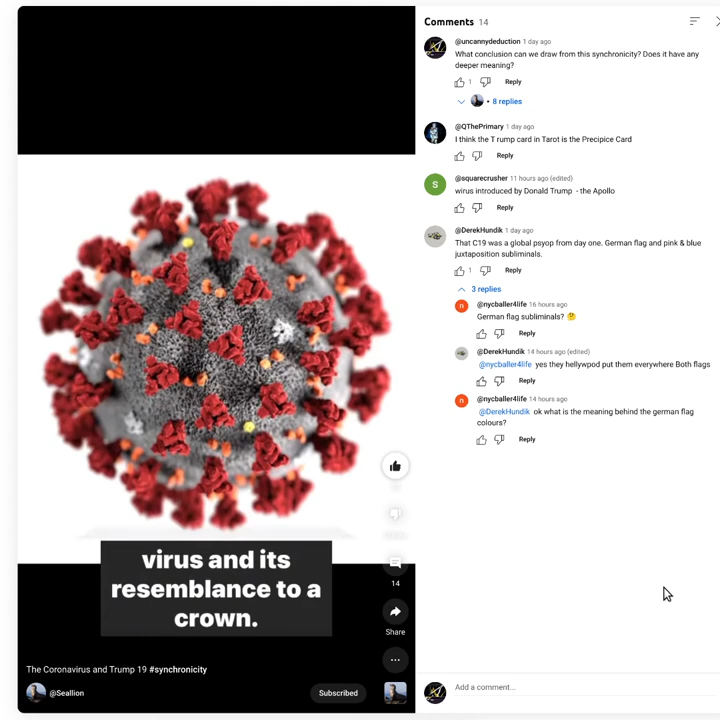 virus and its
resemblance to a
crown.
14
Share
The Coronavirus and Trump 19 #synchronicity
@Seallion
Subscribed
Comments 14
@uncannydeduction 1 day ago
What conclusion can we draw from this synchronicity? Does it have any
deeper meaning?
1 Reply
• 8 replies
@QThePrimary 1 day ago
I think the T rump card in Tarot is the Precipice Card
Reply
S
@squarecrusher 11 hours ago (edited)
virus introduced by Donald Trump - the Apollo
Reply
@DerekHundik 1 day ago
That C19 was a global psyop from day one. German flag and pink & blue
juxtaposition subliminals.
1 Reply
3 replies
n
@nycballer4life 16 hours ago
German flag subliminals? 🤔
Reply
@DerekHundik 14 hours ago (edited)
@nycballer4life yes they hellywpod put them everywhere Both flags
Reply
n
@nycballer4life 14 hours ago
@DerekHundik ok what is the meaning behind the german flag
colours?
Reply
Add a comment...